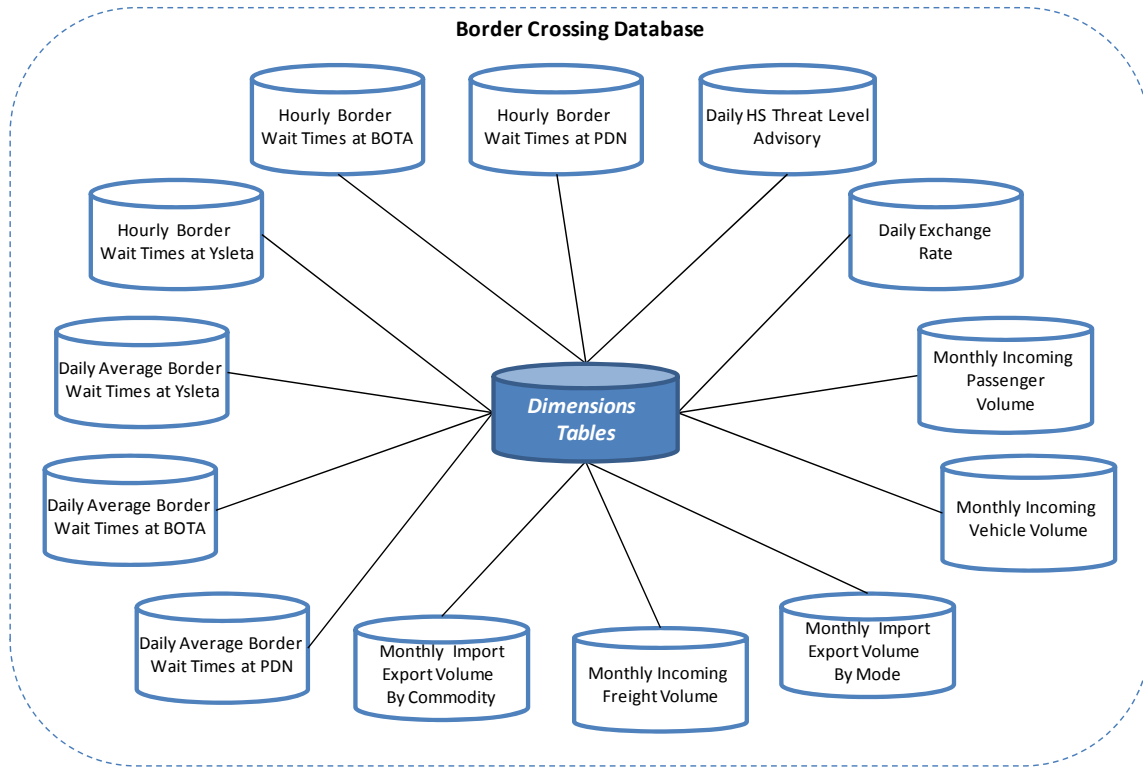 Border Crossing Database
Hourly Border
Wait Times at BOTA
Hourly Border
Wait Times at PDN
Daily HS Threat Level
Advisory
Hourly Border
Wait Times at Ysleta
Daily Exchange
Rate
Daily Average Border
Wait Times at Ysleta
Monthly Incoming
Passenger
Volume
Dimensions
Tables
Daily Average Border
Wait Times at BOTA
Monthly Incoming
Vehicle Volume
Daily Average Border
Wait Times at PDN
Monthly Import
Export Volume
By Commodity
Monthly Incoming
Freight Volume
Monthly Import
Export Volume
By Mode